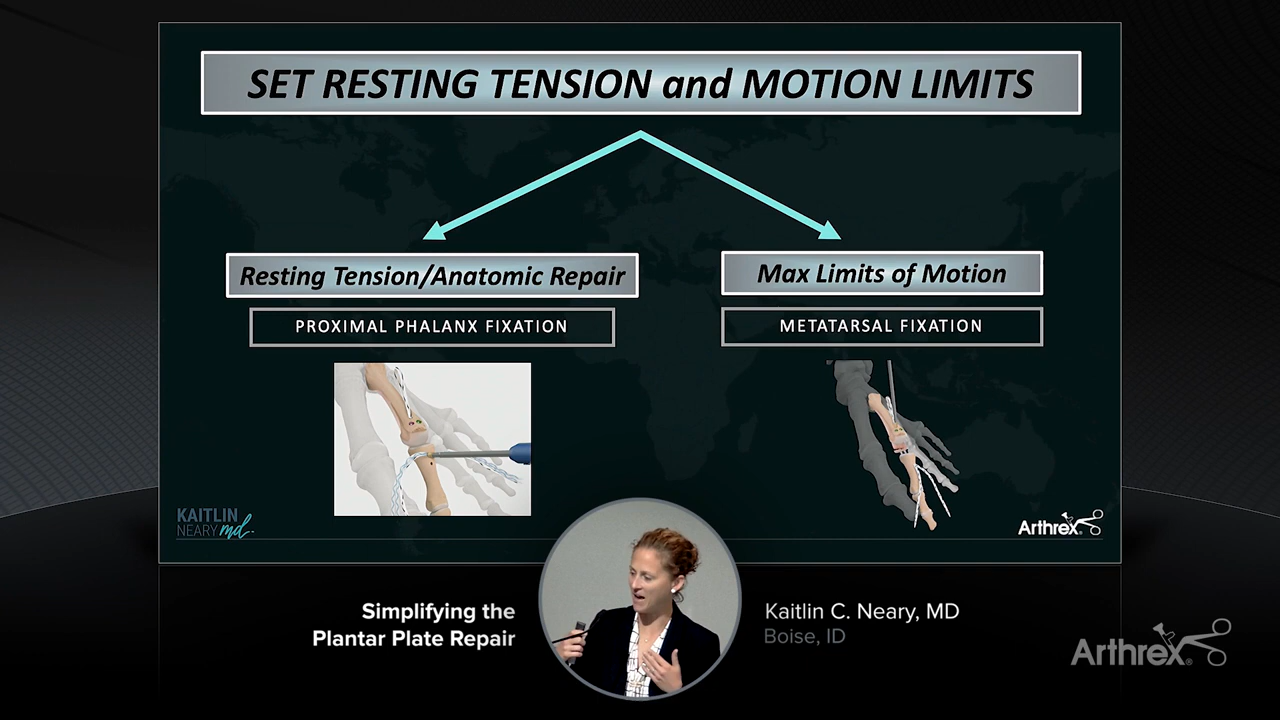 SET RESTING TENSION and MOTION LIMITS
Resting Tension/Anatomic Repair
PROXIMAL PHALANX FIXATION
Max Limits of Motion
METATARSAL FIXATION
KAITLIN
NEARY md
Arthrex®
Simplifying the
Plantar Plate Repair
Kaitlin C. Neary, MD
Boise, ID
Arthrex®